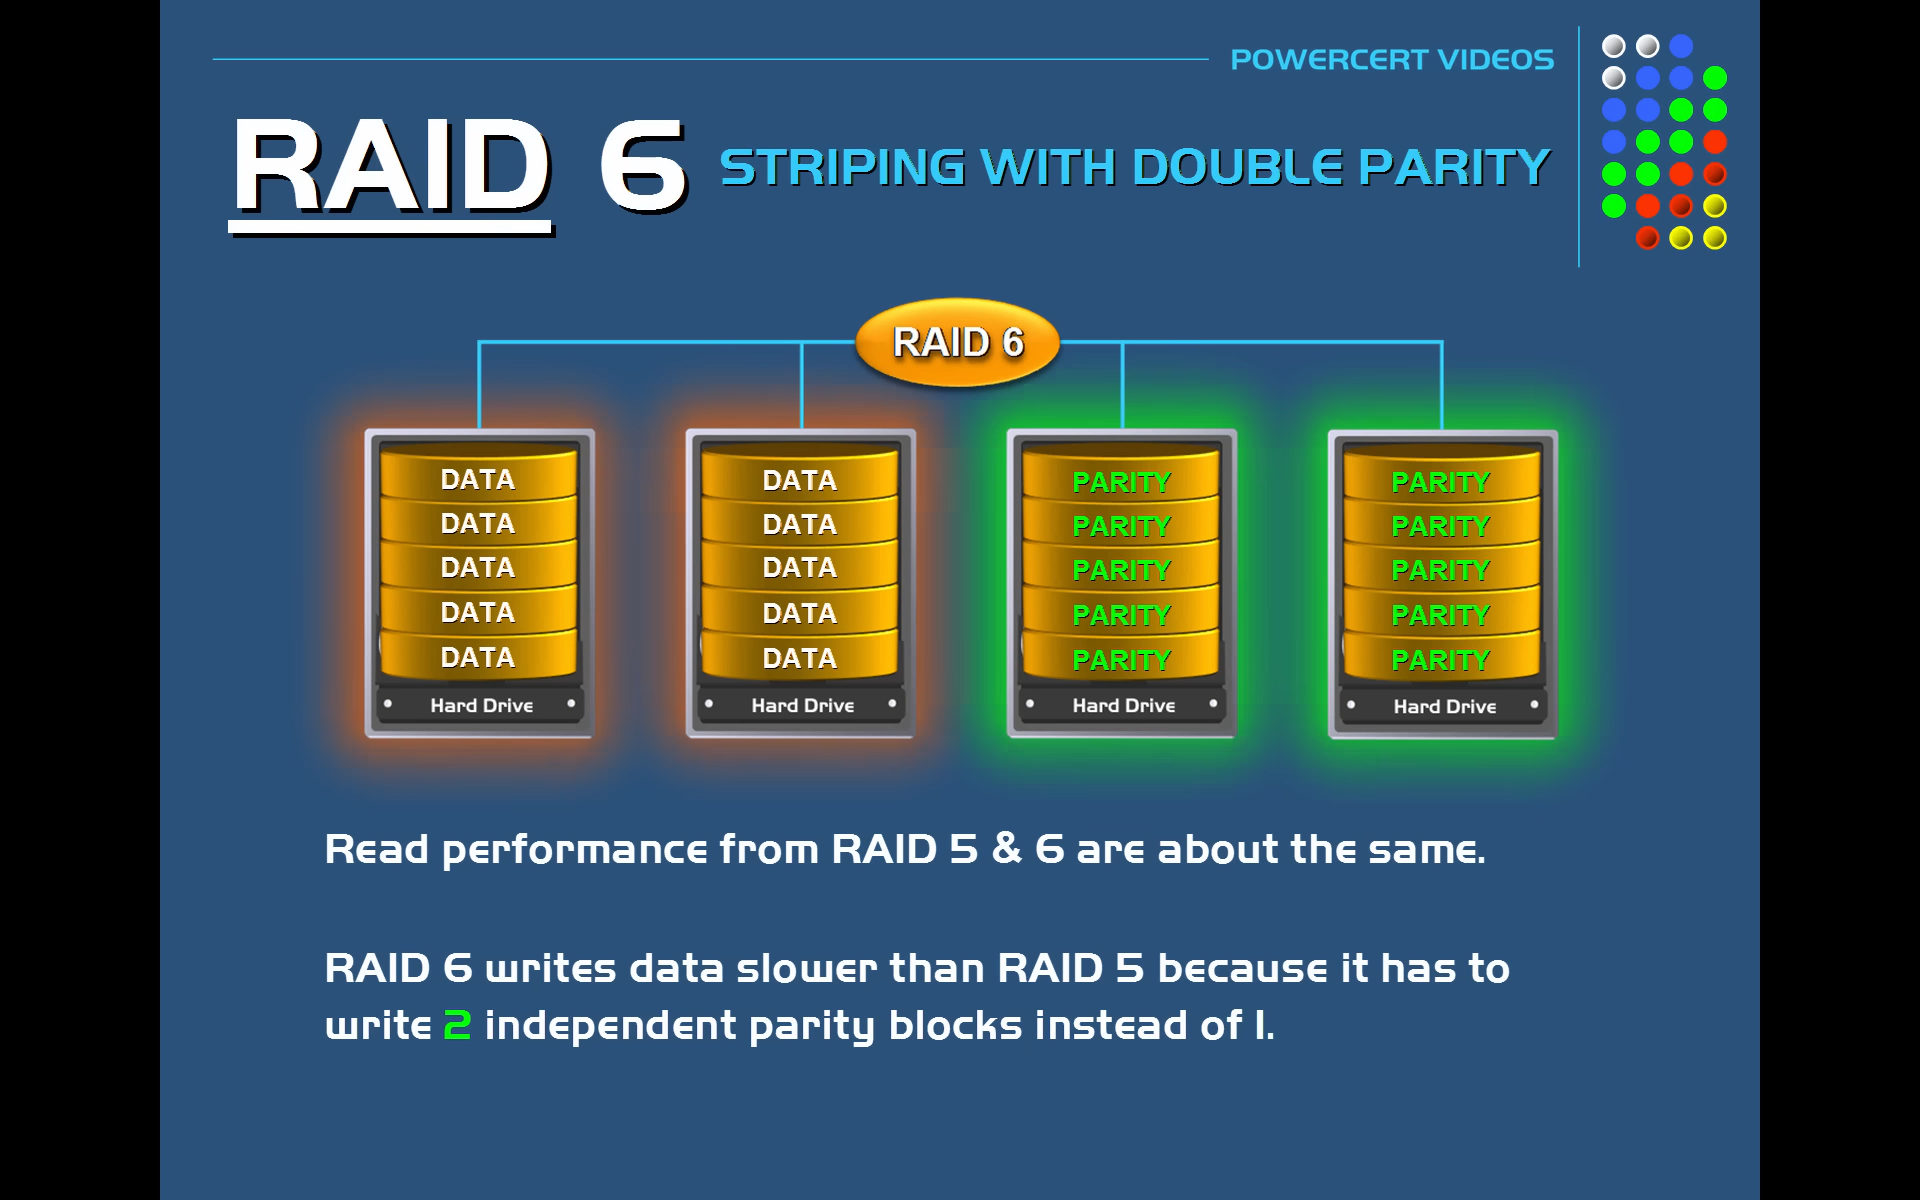 POWERCERT VIDEOS
RAID 6 STRIPING WITH DOUBLE PARITY
RAID 6
DATA DATA PARITY PARITY
DATA DATA PARITY PARITY
DATA DATA PARITY PARITY
DATA DATA PARITY PARITY
DATA DATA PARITY PARITY
Hard Drive Hard Drive Hard Drive Hard Drive
Read performance from RAID 5 & 6 are about the same.
RAID 6 writes data slower than RAID 5 because it has to
write 2 independent parity blocks instead of 1.